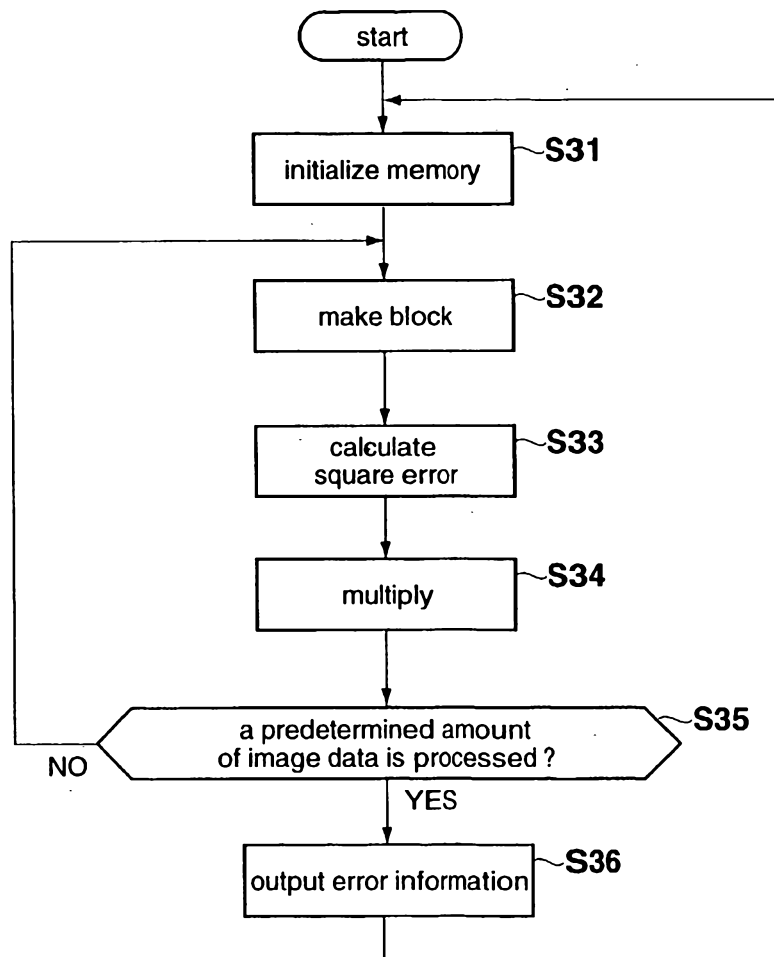 start
S31
initialize memory
S32
make block
S33
calculate
square error
S34
multiply
S35
a predetermined amount
of image data is processed ?
NO
YES
S36
output error information